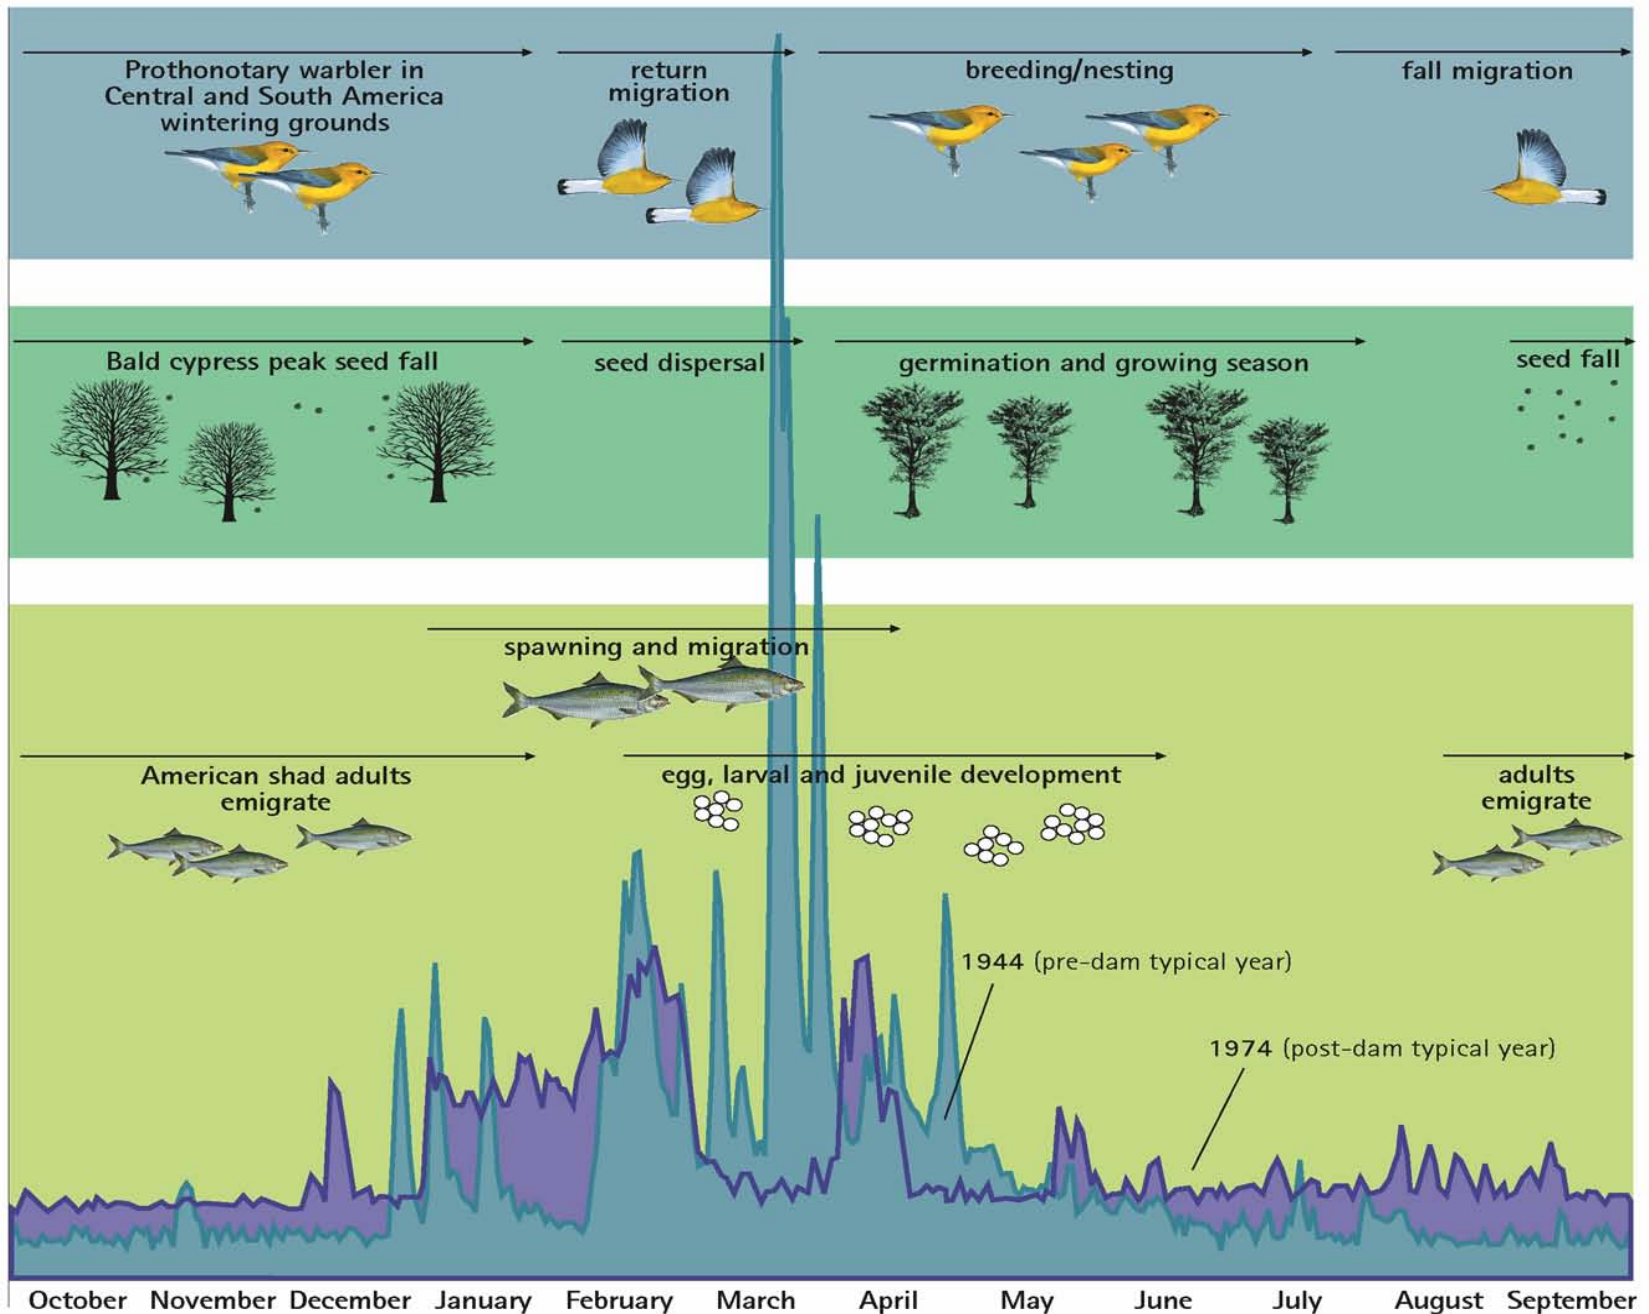 Prothonotary warbler in
Central and South America
wintering grounds
return
migration
breeding/nesting
fall migration
Bald cypress peak seed fall
seed dispersal
germination and growing season
seed fall
spawning and migration
American shad adults
emigrate
egg, larval and juvenile development
adults
emigrate
1944 (pre-dam typical year)
1974 (post-dam typical year)
October November December January February March April May June July August September